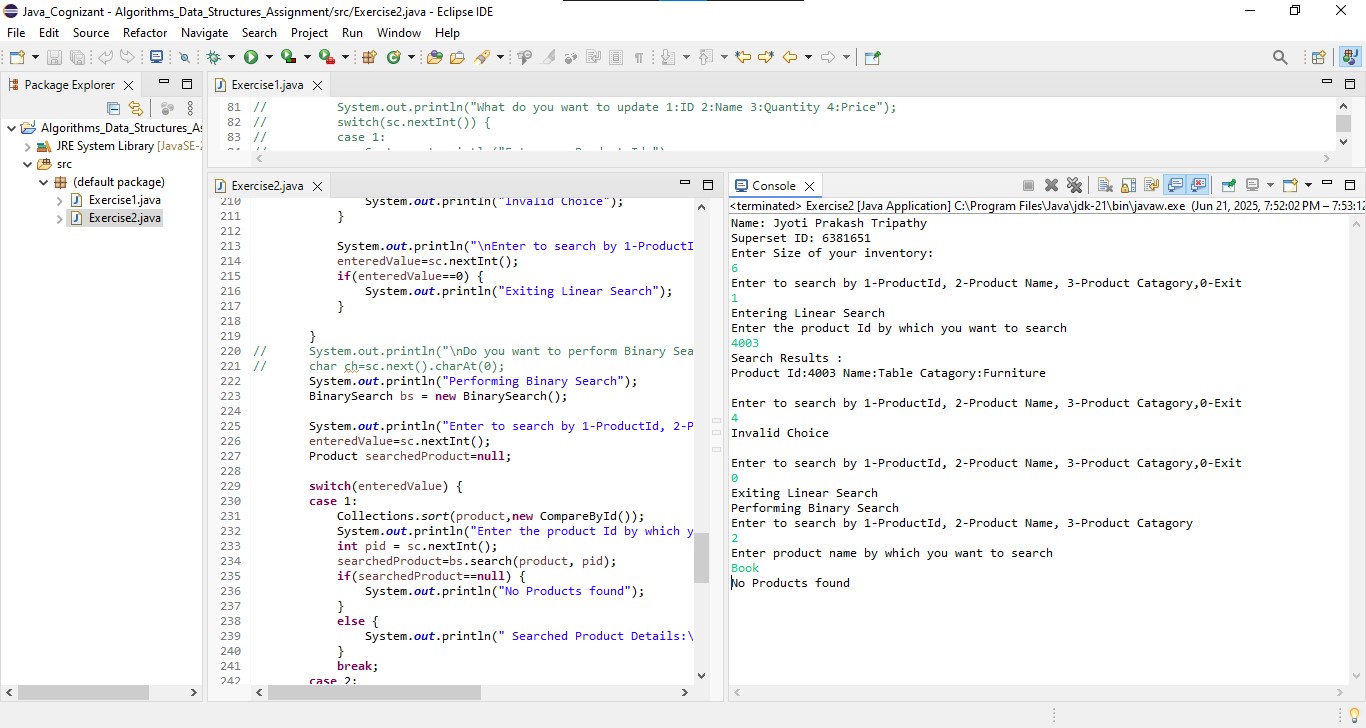 Java_Cognizant - Algorithms_Data_Structures_Assignment/src/Exercise2.java - Eclipse IDE
File Edit Source Refactor Navigate Search Project Run Window Help
Package Explorer
Algorithms_Data_Structures_As
JRE System Library [JavaSE-2
src
(default package)
Exercise1.java
Exercise2.java
Exercise1.java
81 // System.out.println("What do you want to update 1:ID 2:Name 3:Quantity 4:Price");
82 // switch(sc.nextInt()) {
83 // case 1:
Exercise2.java
210 System.out.println("Invalid Choice");
211 }
212
213 System.out.println("\nEnter to search by 1-ProductI
214 enteredValue=sc.nextInt();
215 if(enteredValue==0) {
216 System.out.println("Exiting Linear Search");
217 }
218
219 }
220 // System.out.println("\nDo you want to perform Binary Sea
221 // char ch=sc.next().charAt(0);
222 System.out.println("Performing Binary Search");
223 BinarySearch bs = new BinarySearch();
224
225 System.out.println("Enter to search by 1-ProductId, 2-P
226 enteredValue=sc.nextInt();
227 Product searchedProduct=null;
228
229 switch(enteredValue) {
230 case 1:
231 Collections.sort(product,new CompareById());
232 System.out.println("Enter the product Id by which y
233 int pid = sc.nextInt();
234 searchedProduct=bs.search(product, pid);
235 if(searchedProduct==null) {
236 System.out.println("No Products found");
237 }
238 else {
239 System.out.println(" Searched Product Details:\
240 }
241 break;
242 case 2:
Console
<terminated> Exercise2 [Java Application] C:\Program Files\Java\jdk-21\bin\javaw.exe (Jun 21, 2025, 7:52:02 PM – 7:53:12
Name: Jyoti Prakash Tripathy
Superset ID: 6381651
Enter Size of your inventory:
6
Enter to search by 1-ProductId, 2-Product Name, 3-Product Catagory,0-Exit
1
Entering Linear Search
Enter the product Id by which you want to search
4003
Search Results :
Product Id:4003 Name:Table Catagory:Furniture
Enter to search by 1-ProductId, 2-Product Name, 3-Product Catagory,0-Exit
4
Invalid Choice
Enter to search by 1-ProductId, 2-Product Name, 3-Product Catagory,0-Exit
0
Exiting Linear Search
Performing Binary Search
Enter to search by 1-ProductId, 2-Product Name, 3-Product Catagory
2
Enter product name by which you want to search
Book
No Products found